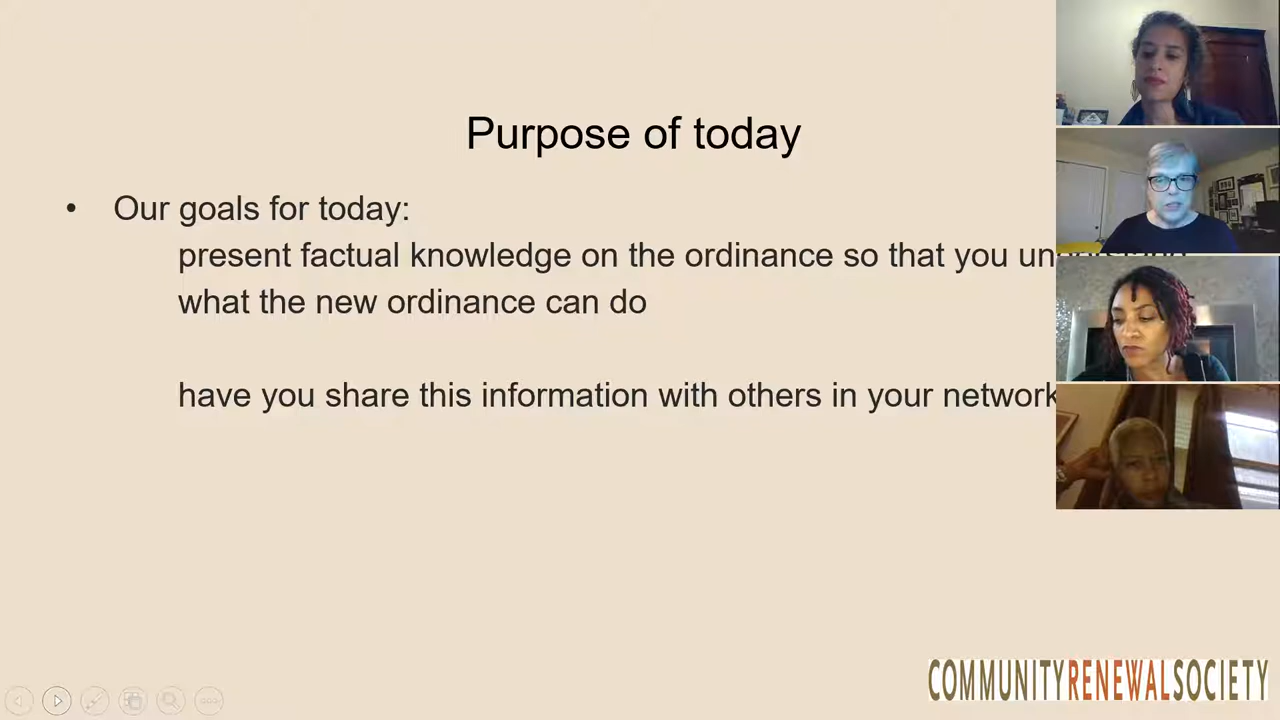 Purpose of today
• Our goals for today:
present factual knowledge on the ordinance so that you understand
what the new ordinance can do
have you share this information with others in your network
COMMUNITYRENEWALSOCIETY